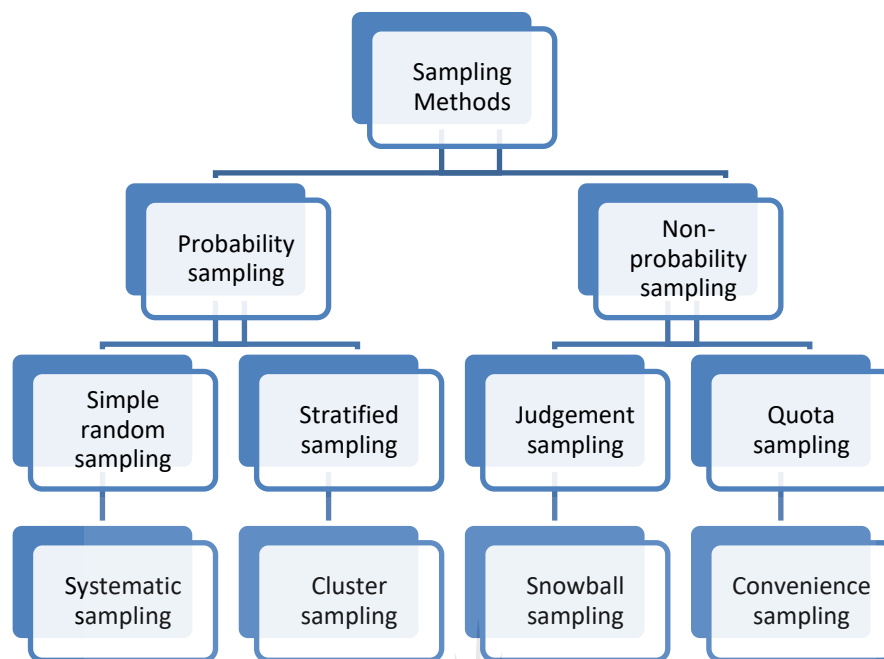 Sampling
Methods
Probability
sampling
Non-
probability
sampling
Simple
random
sampling
Stratified
sampling
Judgement
sampling
Quota
sampling
Systematic
sampling
Cluster
sampling
Snowball
sampling
Convenience
sampling